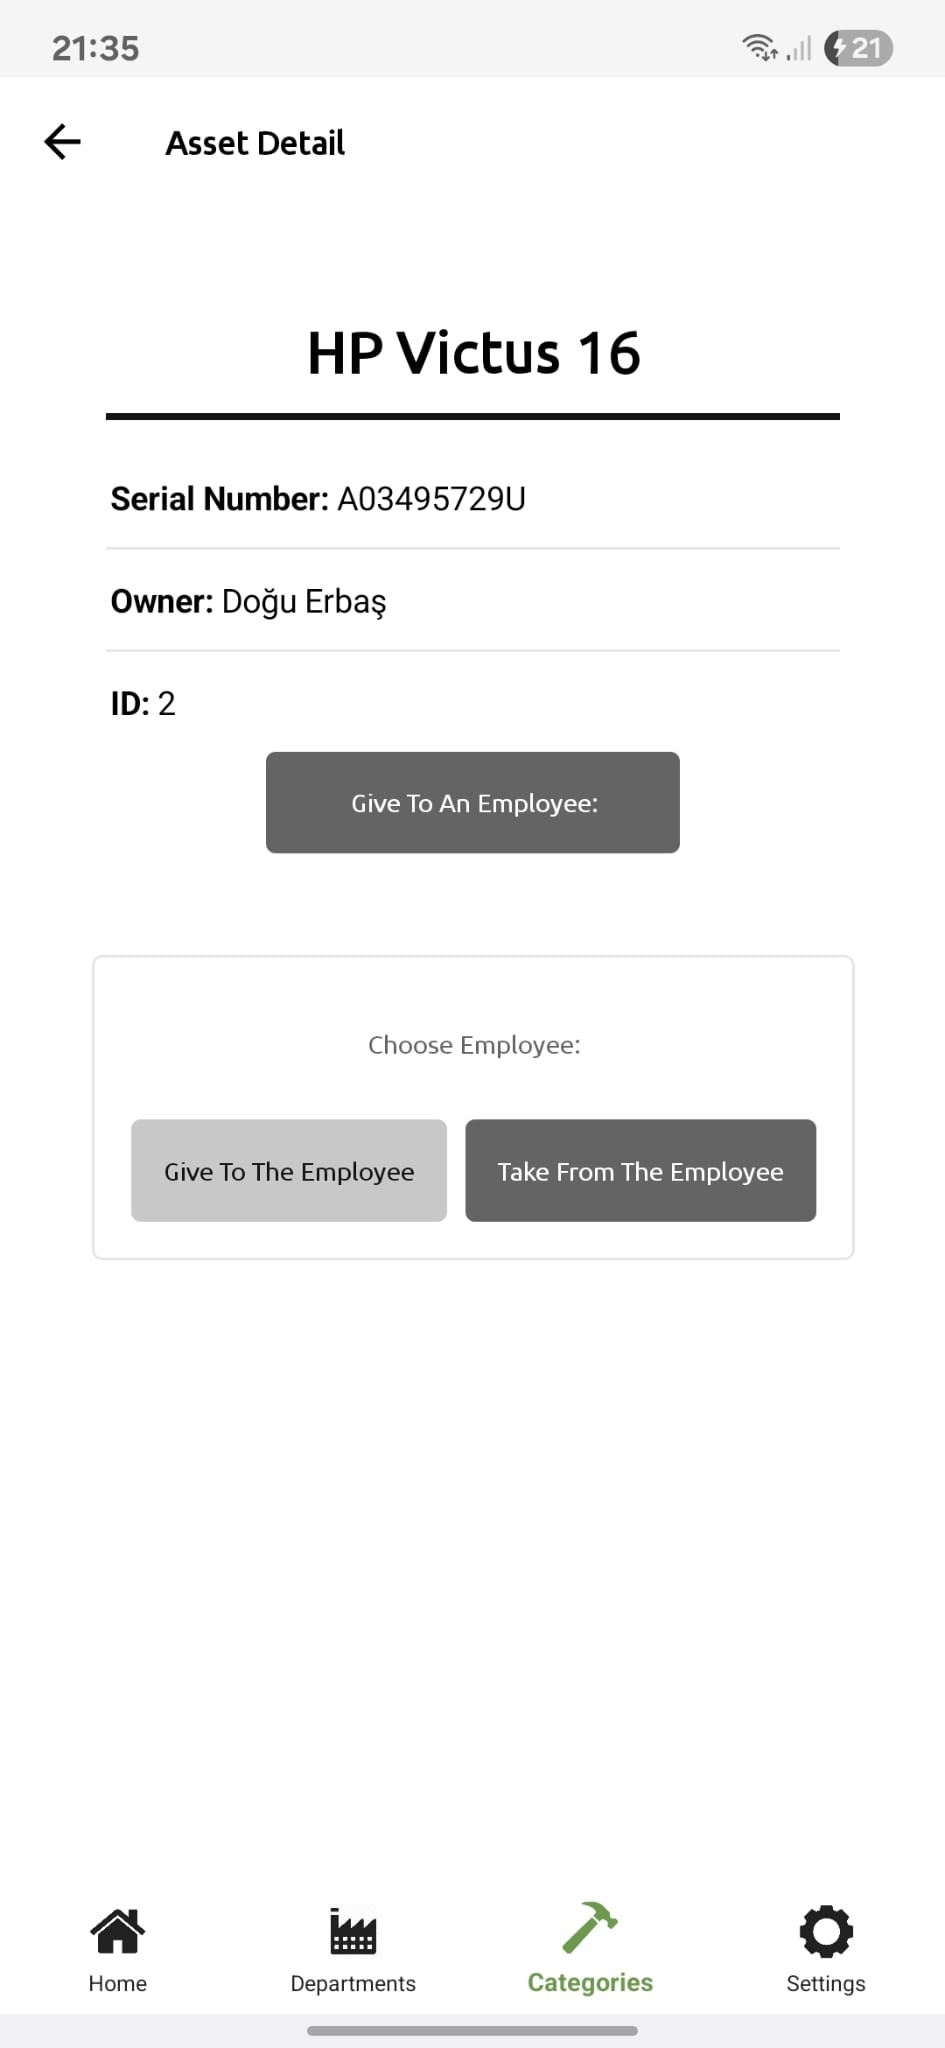 21:35
21
Asset Detail
HP Victus 16
Serial Number: A03495729U
Owner: Doğu Erbaş
ID: 2
Give To An Employee:
Choose Employee:
Give To The Employee
Take From The Employee
Home
Departments
Categories
Settings